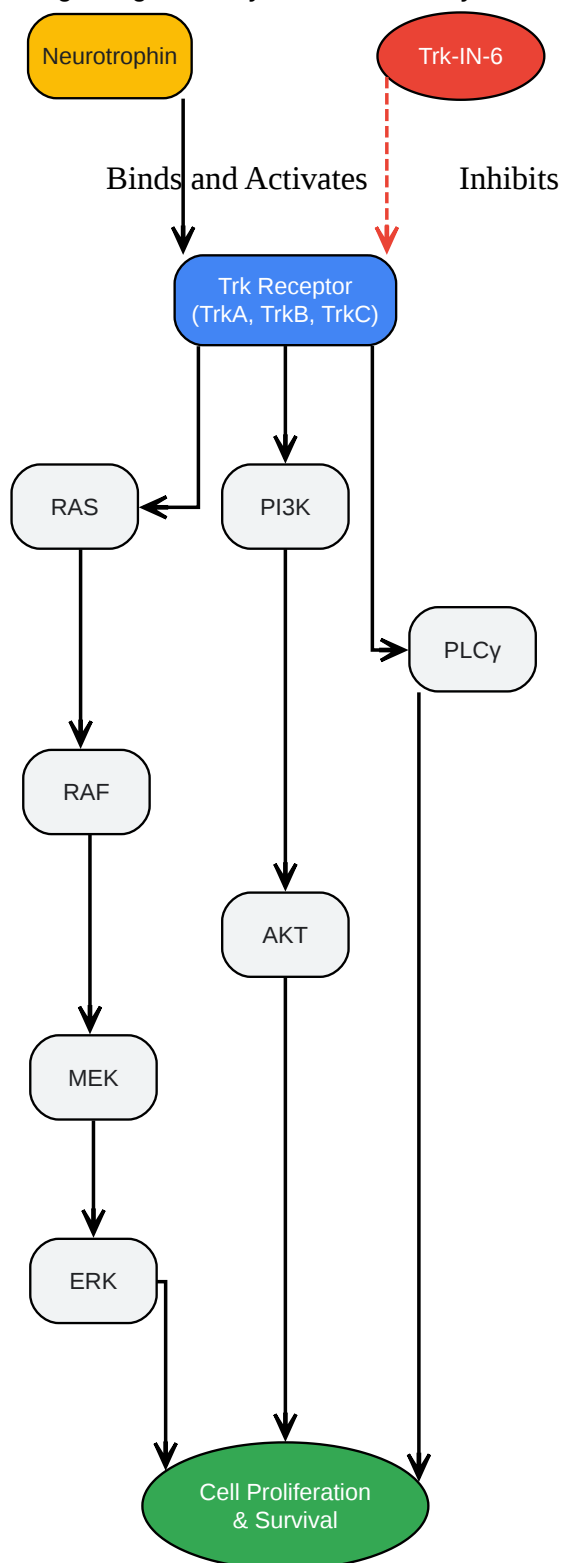 Neurotrophin
Trk-IN-6
Binds and Activates
Inhibits
Trk Receptor
(TrkA, TrkB, TrkC)
RAS
PI3K
PLCγ
RAF
AKT
MEK
ERK
Cell Proliferation
& Survival